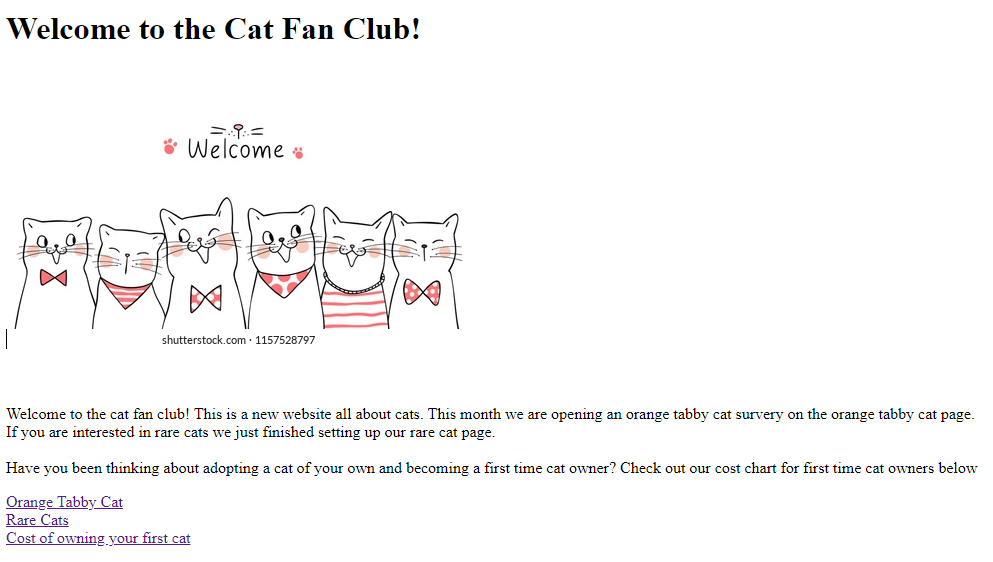 Welcome to the Cat Fan Club!
Welcome
shutterstock.com · 1157528797
Welcome to the cat fan club! This is a new website all about cats. This month we are opening an orange tabby cat survery on the orange tabby cat page.
If you are interested in rare cats we just finished setting up our rare cat page.
Have you been thinking about adopting a cat of your own and becoming a first time cat owner? Check out our cost chart for first time cat owners below
Orange Tabby Cat
Rare Cats
Cost of owning your first cat